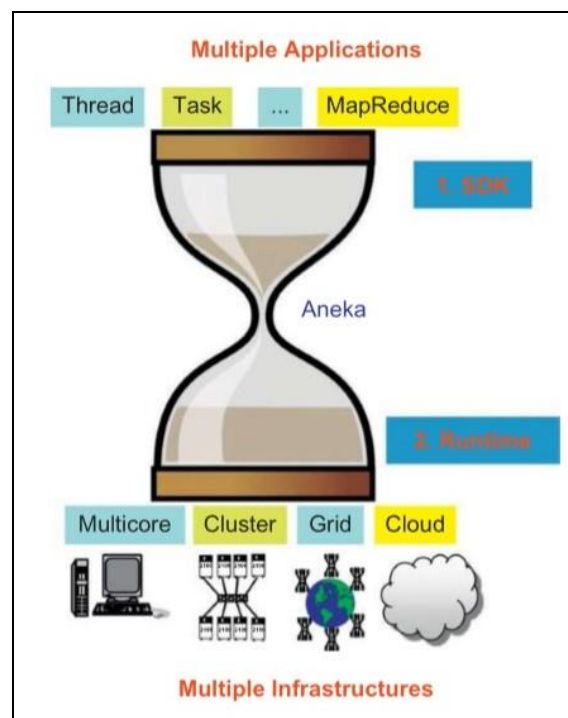 Multiple Applications
Thread Task ... MapReduce
1. SDK
Aneka
2. Runtime
Multicore Cluster Grid Cloud
Multiple Infrastructures